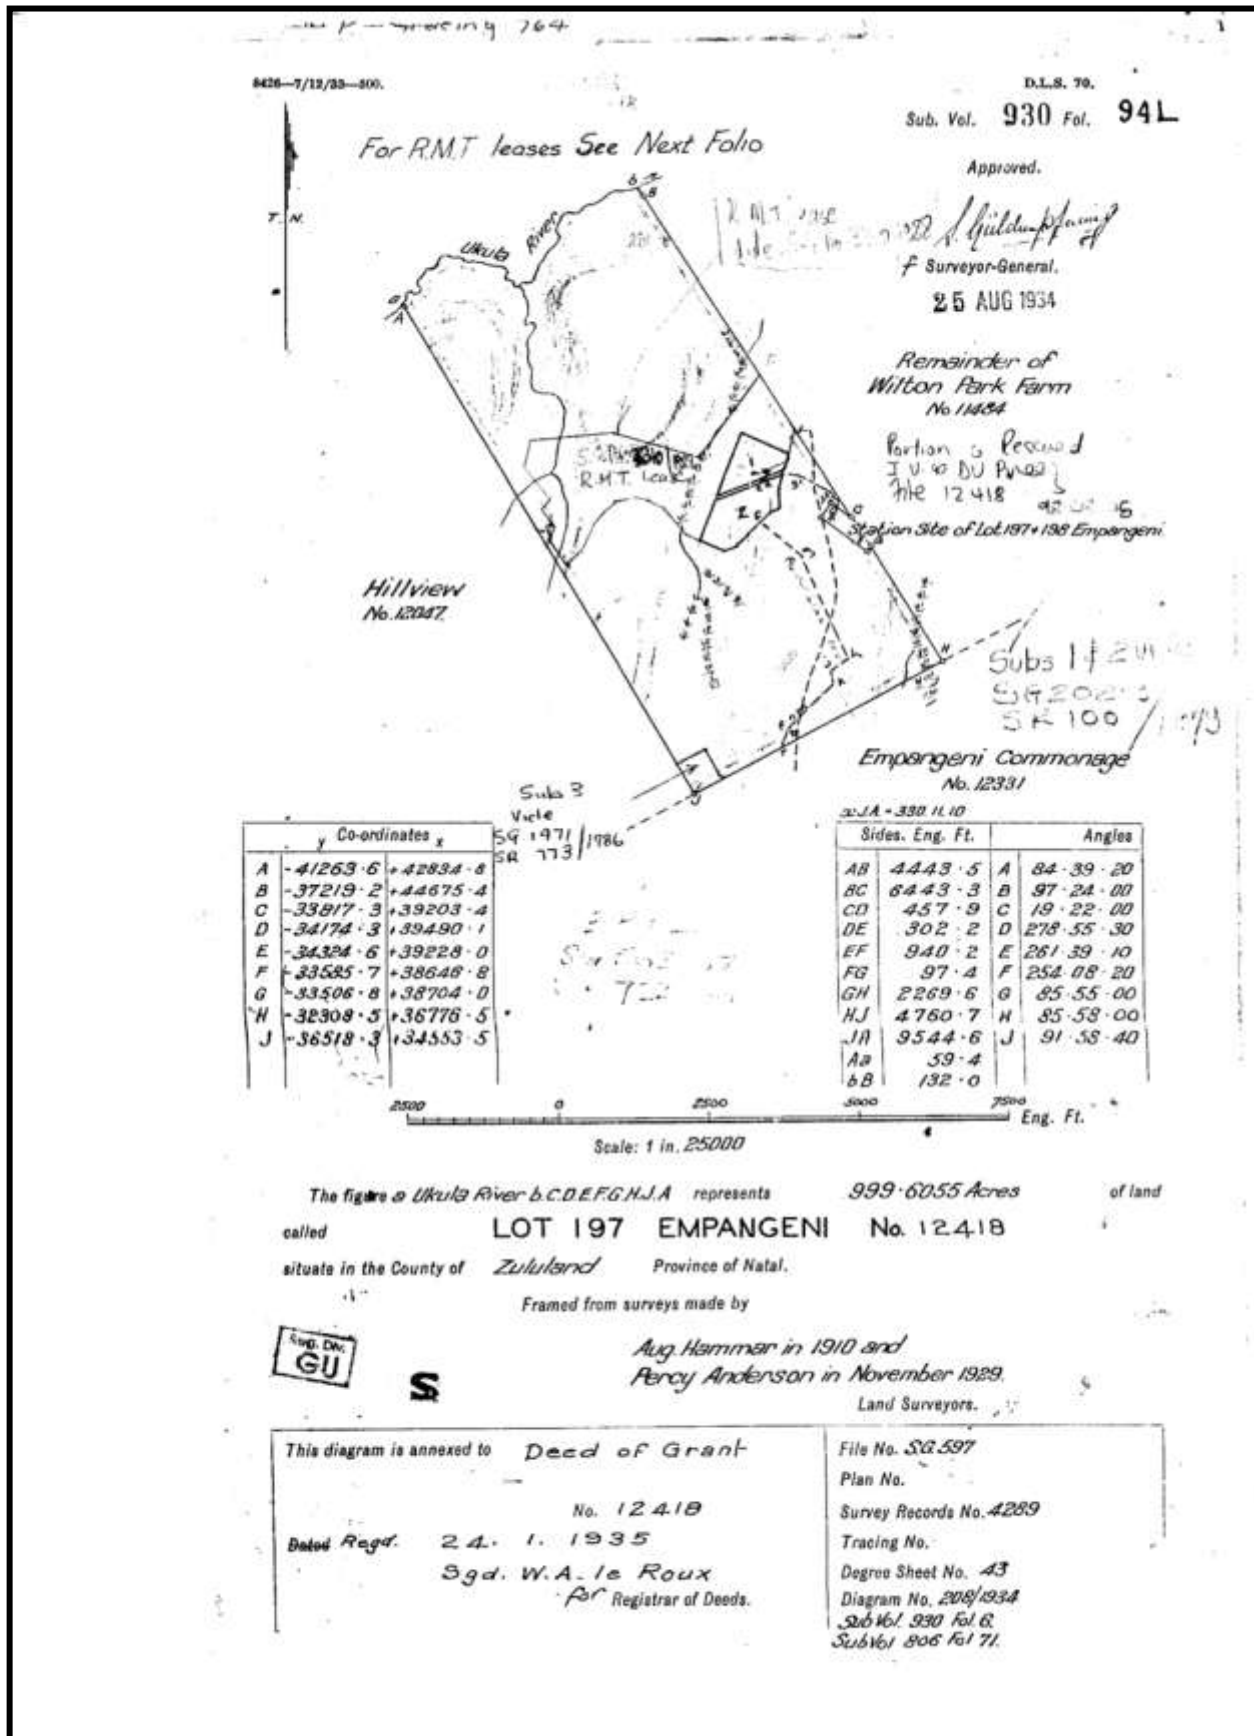 8426—7/12/33—500.
D.L.S. 70.
Sub. Vol. 930 Fol. 94L
For R.M.T leases See Next Folio
Approved.
T. N.
Ukula River
f Surveyor-General.
25 AUG 1934
Remainder of
Wilton Park Farm
No 11484
Portion
File 12418
R.M.T.
Station Site of Lot 197+198 Empangeni
Hillview
No. 12047
Subs 1 & 2
SR 100
Empangeni Commonage
No. 12331
Sub 3
Vide
SG 1971/1986
SR 773
JA = 330.11.10
Co-ordinates
y x
A -41263.6 +42834.8
B -37219.2 +44675.4
C -33817.3 +39203.4
D -34174.3 +39490.1
E -34324.6 +39228.0
F -33585.7 +38646.8
G -33506.8 +38704.0
H -32308.5 +36776.5
J -36518.3 +34553.5
Sides. Eng. Ft. Angles
AB 4443.5 A 84.39.20
BC 6443.3 B 97.24.00
CD 457.9 C 19.22.00
DE 302.2 D 278.55.30
EF 940.2 E 261.39.10
FG 97.4 F 254.08.20
GH 2269.6 G 85.55.00
HJ 4760.7 H 85.58.00
JA 9544.6 J 91.58.40
Aa 59.4
bB 132.0
2500 0 2500 5000 7500 Eng. Ft.
Scale: 1 in. 25000
The figure a Ukula River b.C.D.E.F.G.H.J.A represents 999.6055 Acres of land
called LOT 197 EMPANGENI No. 12418
situate in the County of Zululand Province of Natal.
Framed from surveys made by
Aug. Hammar in 1910 and
Percy Anderson in November 1929.
Land Surveyors.
GU
S
This diagram is annexed to Deed of Grant
No. 12418
Dated Regd. 24. 1. 1935
Sgd. W.A. le Roux
for Registrar of Deeds.
File No. S.G. 597
Plan No.
Survey Records No. 4289
Tracing No.
Degree Sheet No. 43
Diagram No. 208/1934
Sub Vol. 930 Fol 6.
Sub Vol 806 Fol 71.